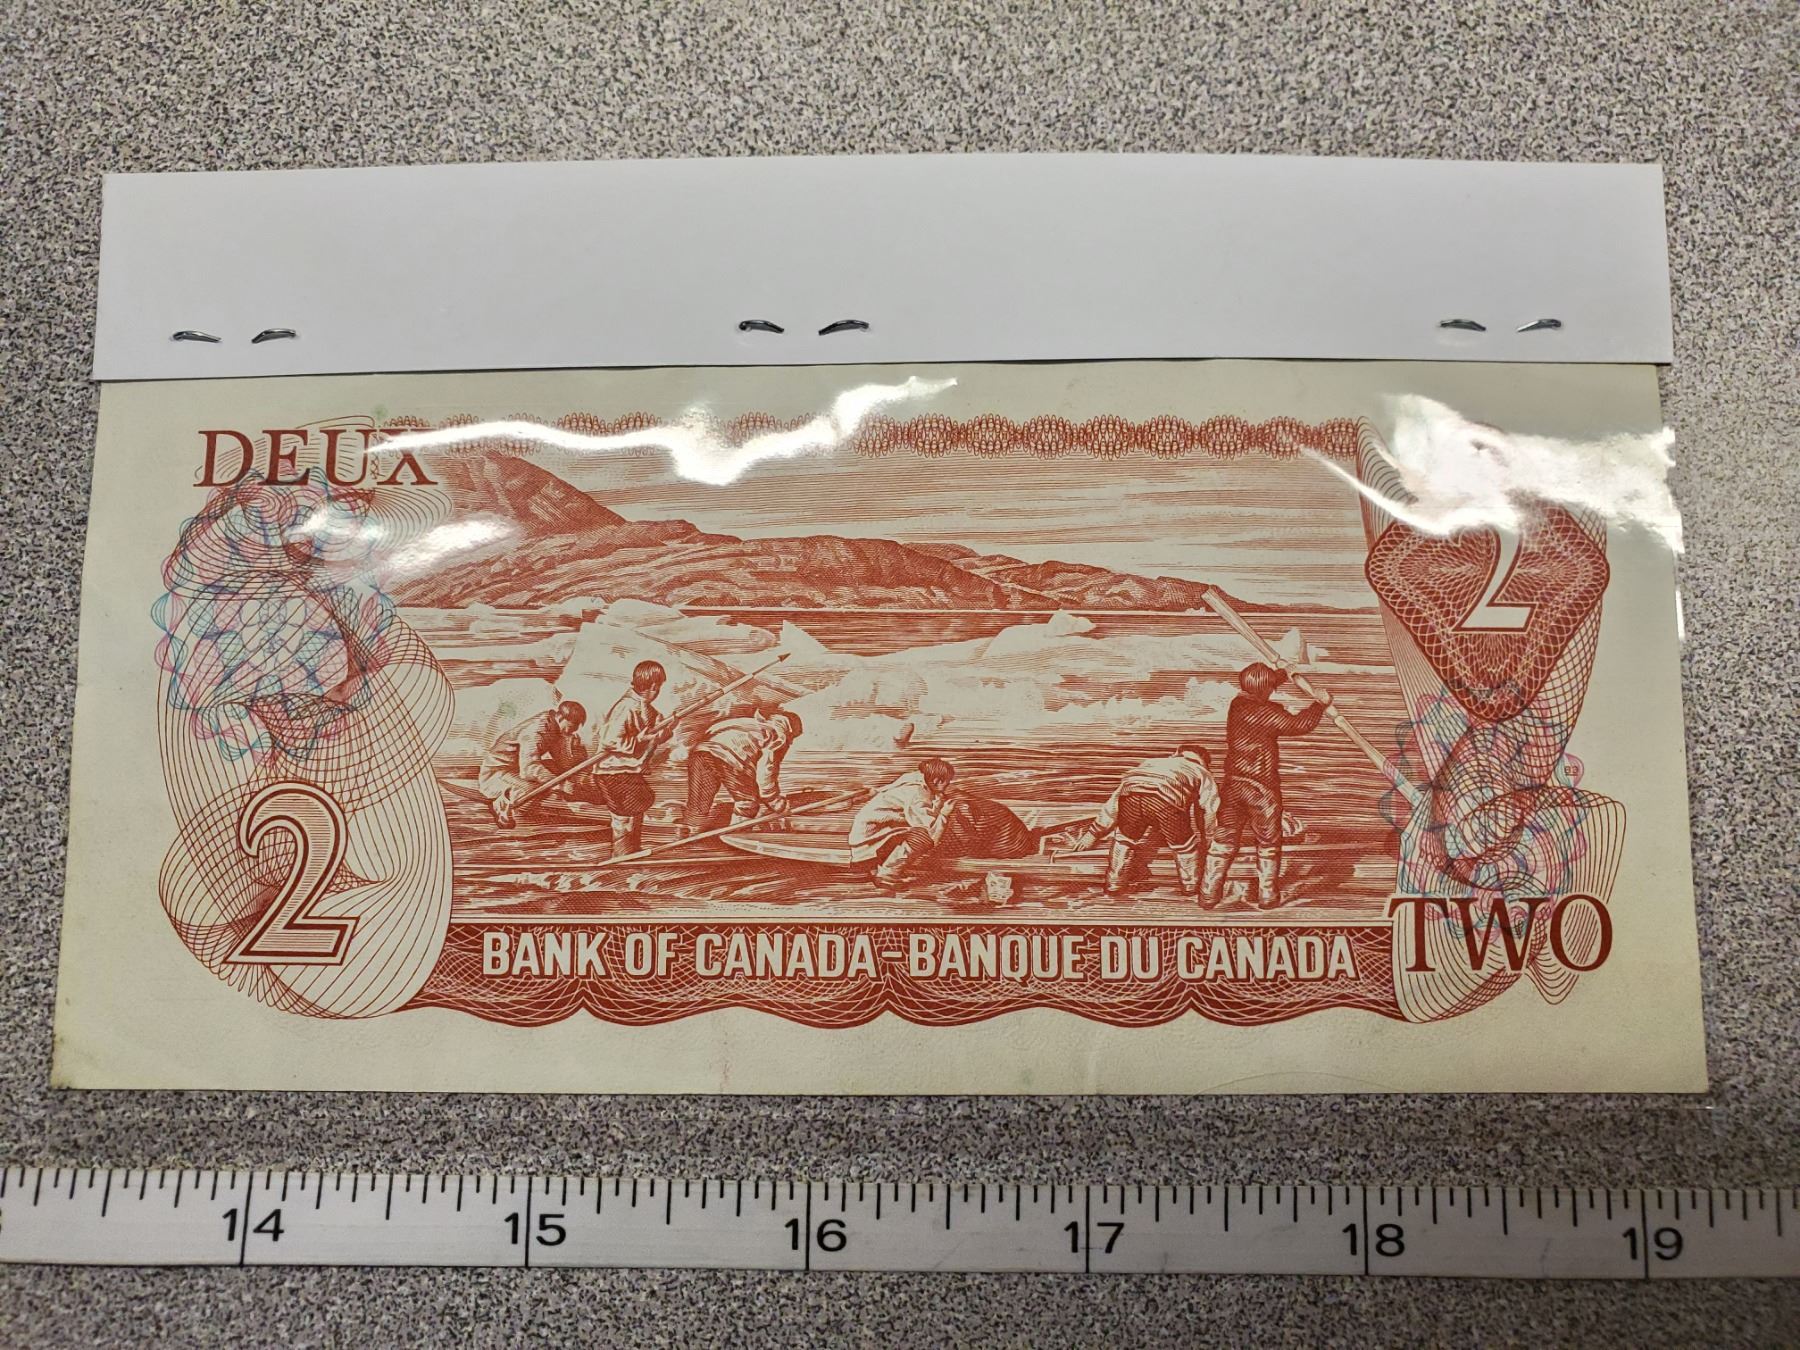 DEUX
2
2
BANK OF CANADA-BANQUE DU CANADA
TWO
14 15 16 17 18 19